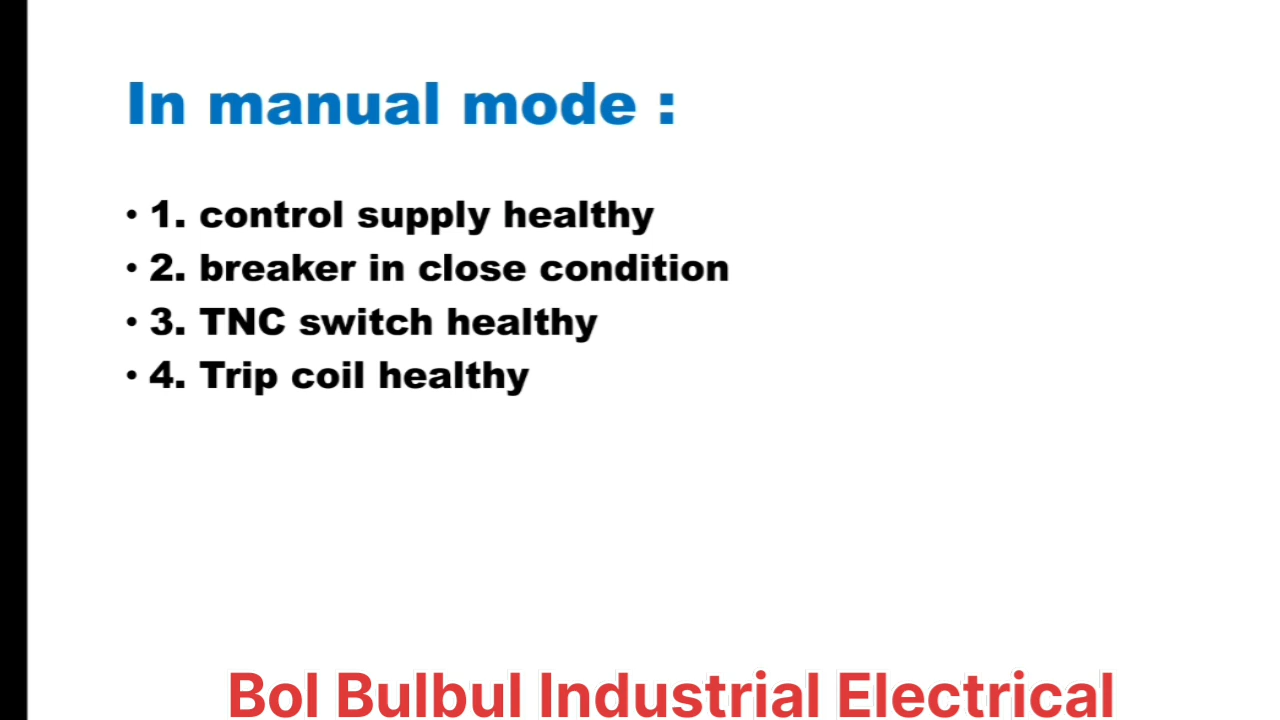 In manual mode :
• 1. control supply healthy
• 2. breaker in close condition
• 3. TNC switch healthy
• 4. Trip coil healthy
Bol Bulbul Industrial Electrical